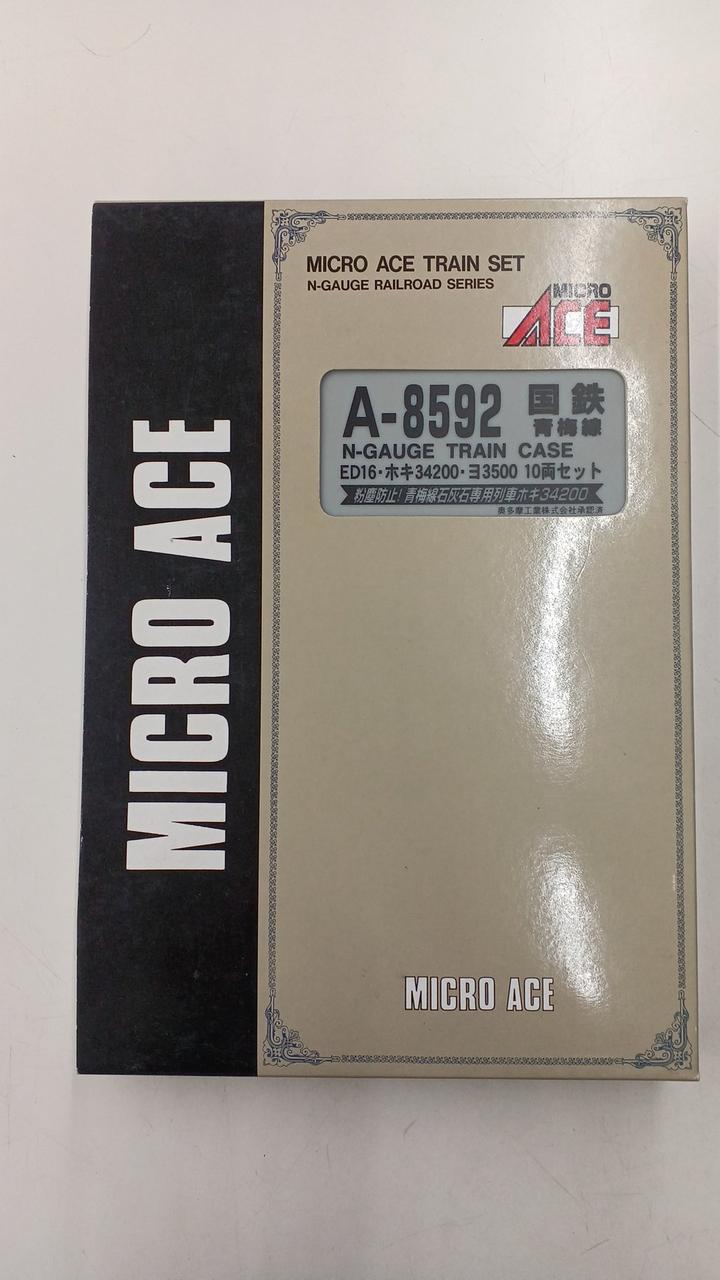 MICRO ACE
MICRO ACE TRAIN SET
N-GAUGE RAILROAD SERIES
MICRO
ACE
A-8592 国鉄
青梅線
N-GAUGE TRAIN CASE
ED16・ホキ34200・ヨ3500 10両セット
粉塵防止!青梅線石灰石専用列車ホキ34200
奥多摩工業株式会社承認済
MICRO ACE